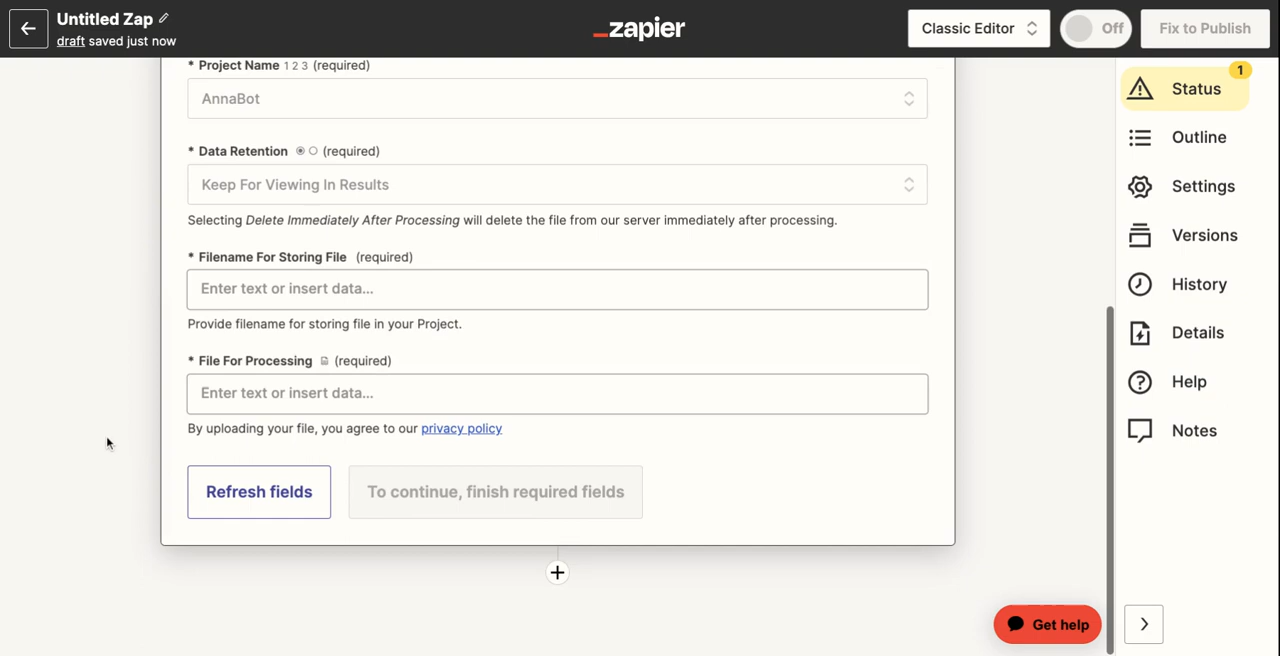 Untitled Zap
draft saved just now
_zapier
Classic Editor
Off
Fix to Publish
* Project Name 1 2 3 (required)
AnnaBot
* Data Retention (required)
Keep For Viewing In Results
Selecting Delete Immediately After Processing will delete the file from our server immediately after processing.
* Filename For Storing File (required)
Enter text or insert data...
Provide filename for storing file in your Project.
* File For Processing (required)
Enter text or insert data...
By uploading your file, you agree to our privacy policy
Refresh fields
To continue, finish required fields
1
Status
Outline
Settings
Versions
History
Details
Help
Notes
Get help